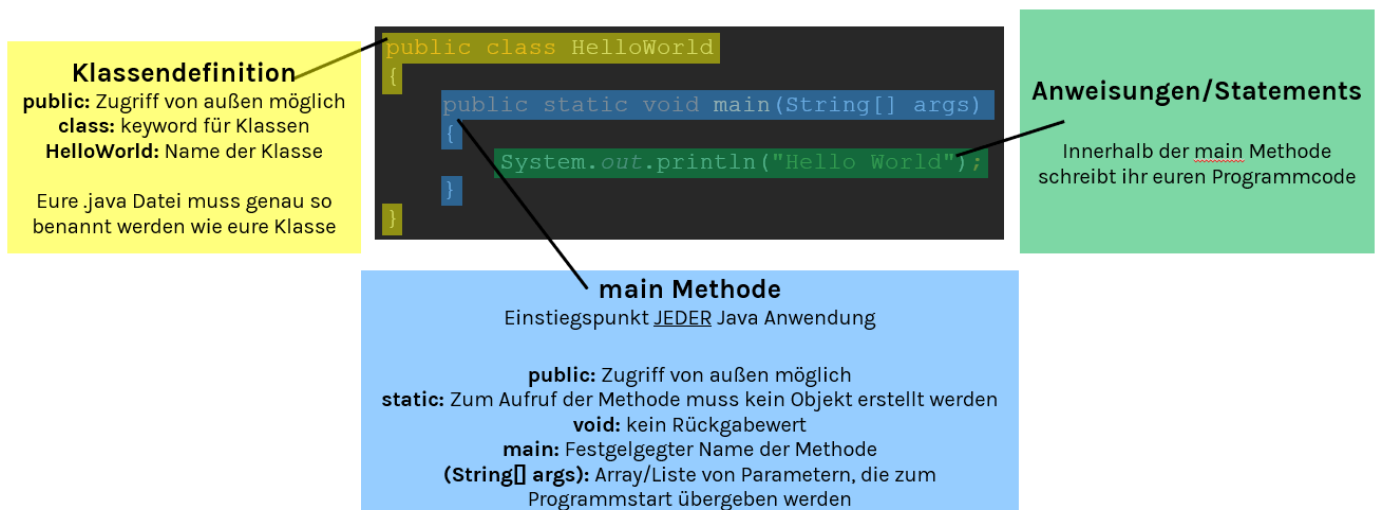 Klassendefinition
public: Zugriff von außen möglich
class: keyword für Klassen
HelloWorld: Name der Klasse
Eure .java Datei muss genau so
benannt werden wie eure Klasse
public class HelloWorld
{
public static void main(String[] args)
{
System.out.println("Hello World");
}
}
Anweisungen/Statements
Innerhalb der main Methode
schreibt ihr euren Programmcode
main Methode
Einstiegspunkt JEDER Java Anwendung
public: Zugriff von außen möglich
static: Zum Aufruf der Methode muss kein Objekt erstellt werden
void: kein Rückgabewert
main: Festgelgegter Name der Methode
(String[] args): Array/Liste von Parametern, die zum
Programmstart übergeben werden